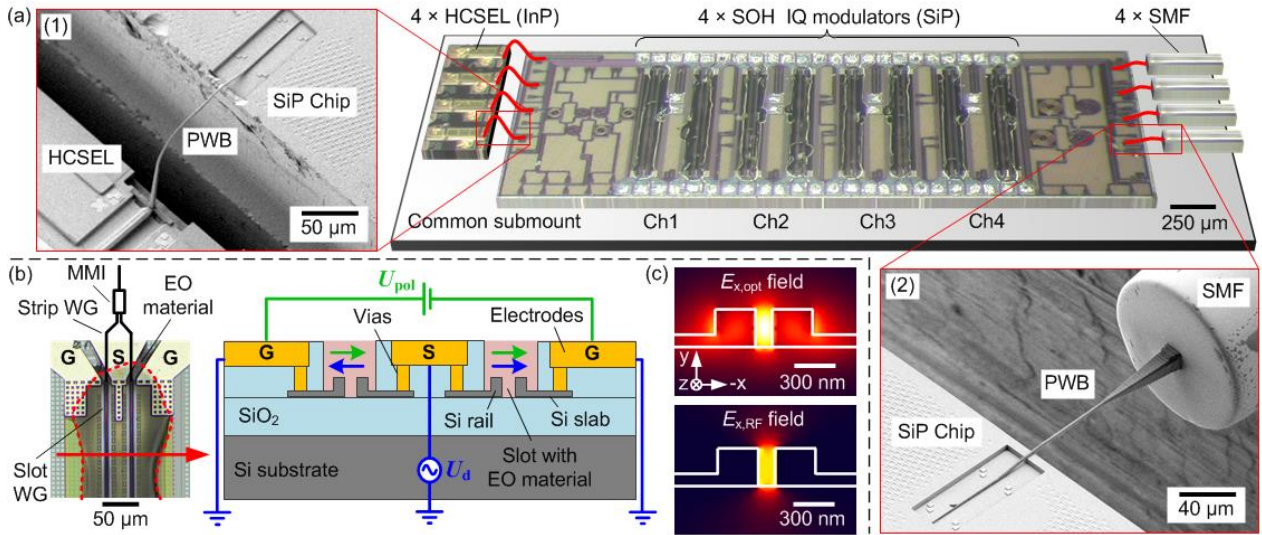 (a)
(1)
HCSEL
PWB
SiP Chip
50 µm
4 × HCSEL (InP)
4 × SOH IQ modulators (SiP)
4 × SMF
Common submount
Ch1
Ch2
Ch3
Ch4
250 µm
(b)
MMI
Strip WG
EO
material
G
S
G
Slot
WG
50 µm
Upol
Vias
Electrodes
G
S
G
SiO2
Si rail
Si slab
Si substrate
Ud
Slot with
EO material
(c)
Ex,opt field
y
z
-x
300 nm
Ex,RF field
300 nm
(2)
SMF
PWB
SiP Chip
40 µm